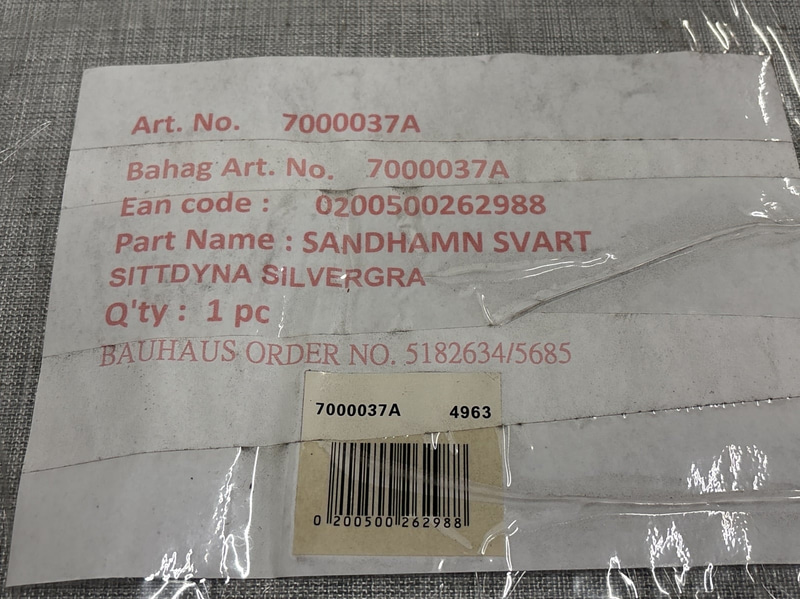 Art. No. 7000037A
Bahag Art. No. 7000037A
Ean code : 0200500262988
Part Name : SANDHAMN SVART
SITTDYNA SILVERGRA
Q'ty : 1 pc
BAUHAUS ORDER NO. 5182634/5685
7000037A 4963
0 200500 262988